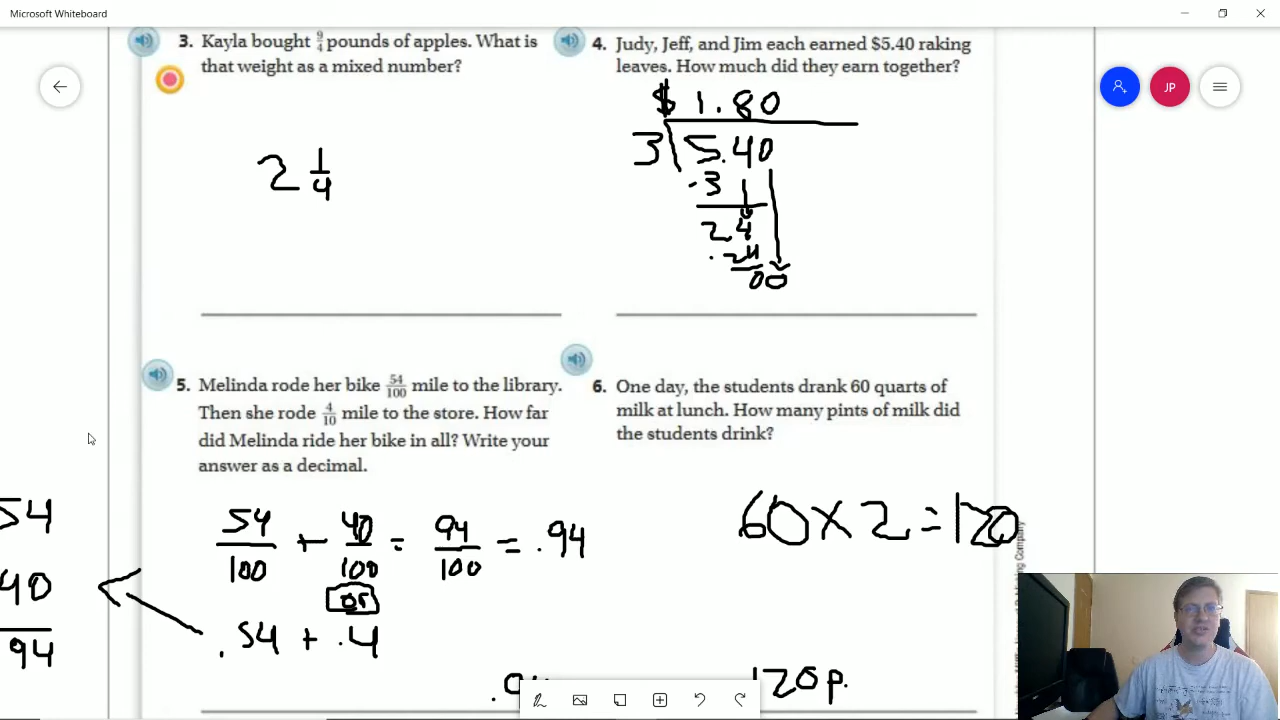 Microsoft Whiteboard
3. Kayla bought 9/4 pounds of apples. What is
that weight as a mixed number?
2 1/4
4. Judy, Jeff, and Jim each earned $5.40 raking
leaves. How much did they earn together?
$ 1.80
3 5.40
-3
24
-24
00
JP
5. Melinda rode her bike 54/100 mile to the library.
Then she rode 4/10 mile to the store. How far
did Melinda ride her bike in all? Write your
answer as a decimal.
54/100 + 40/100 = 94/100 = .94
or
.54 + .4
54
40
94
6. One day, the students drank 60 quarts of
milk at lunch. How many pints of milk did
the students drink?
60 x 2 = 120
120 p.